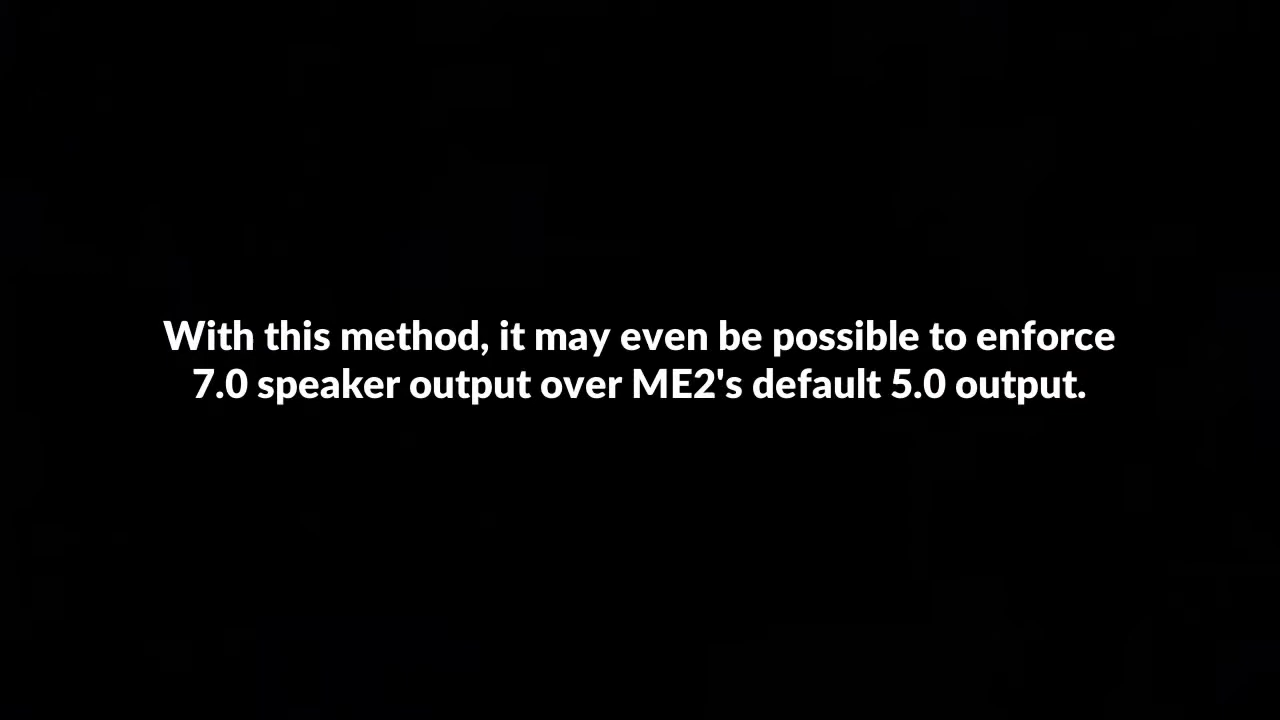 With this method, it may even be possible to enforce
7.0 speaker output over ME2's default 5.0 output.